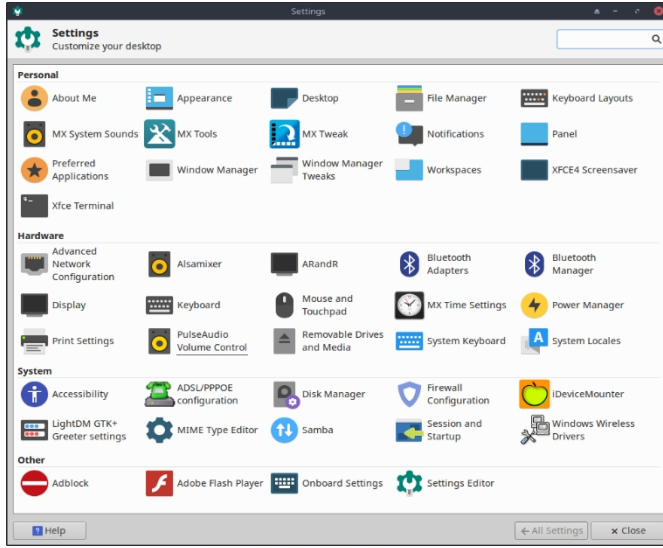 Settings
Settings
Customize your desktop
Personal
About Me
Appearance
Desktop
File Manager
Keyboard Layouts
MX System Sounds
MX Tools
MX Tweak
Notifications
Panel
Preferred
Applications
Window Manager
Window Manager
Tweaks
Workspaces
XFCE4 Screensaver
Xfce Terminal
Hardware
Advanced
Network
Configuration
Alsamixer
ARandR
Bluetooth
Adapters
Bluetooth
Manager
Display
Keyboard
Mouse and
Touchpad
MX Time Settings
Power Manager
Print Settings
PulseAudio
Volume Control
Removable Drives
and Media
System Keyboard
System Locales
System
Accessibility
ADSL/PPPOE
configuration
Disk Manager
Firewall
Configuration
iDeviceMounter
LightDM GTK+
Greeter settings
MIME Type Editor
Samba
Session and
Startup
Windows Wireless
Drivers
Other
Adblock
Adobe Flash Player
Onboard Settings
Settings Editor
Help
All Settings
Close